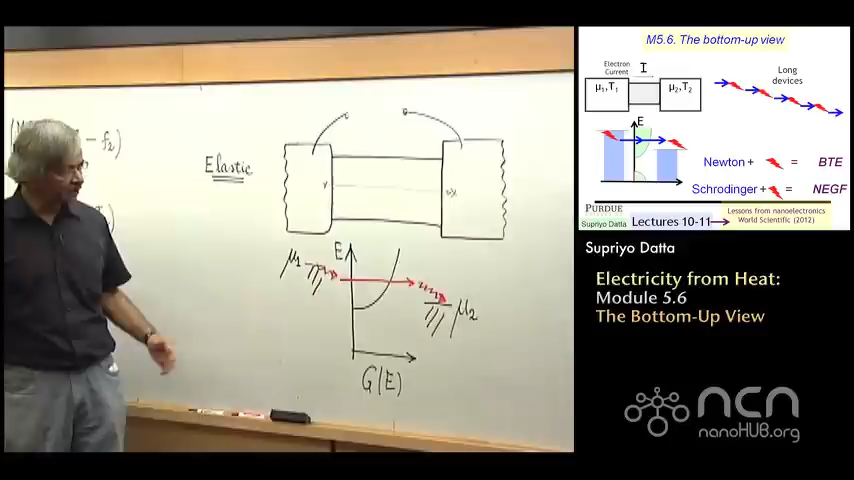 - f₂)
Elastic
E
μ₁
μ₂
G(E)
M5.6. The bottom-up view
Electron
Current
I
μ₁,T₁
μ₂,T₂
Long
devices
E
Newton + = BTE
Schrodinger + = NEGF
PURDUE
Supriyo Datta
Lectures 10-11
Lessons from nanoelectronics
World Scientific (2012)
Supriyo Datta
Electricity from Heat:
Module 5.6
The Bottom-Up View
ncn
nanoHUB.org